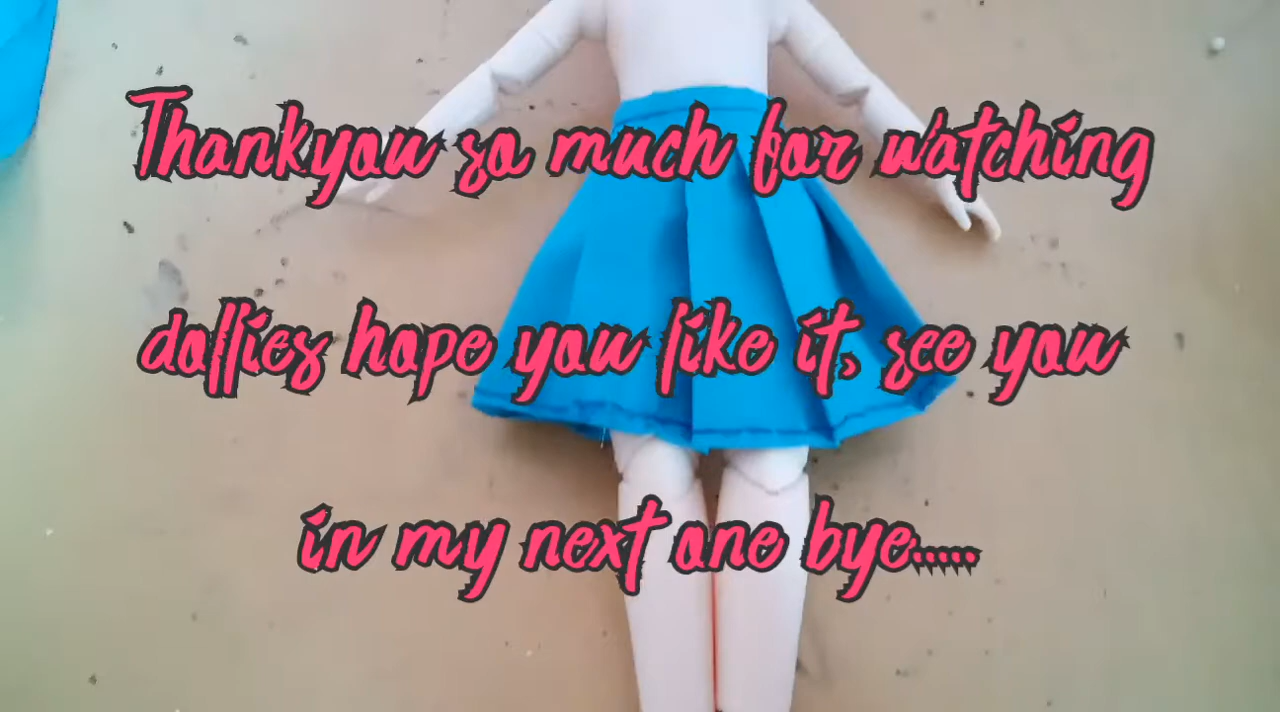 Thankyou so much for watching
dollies hope you like it, see you
in my next one bye.....